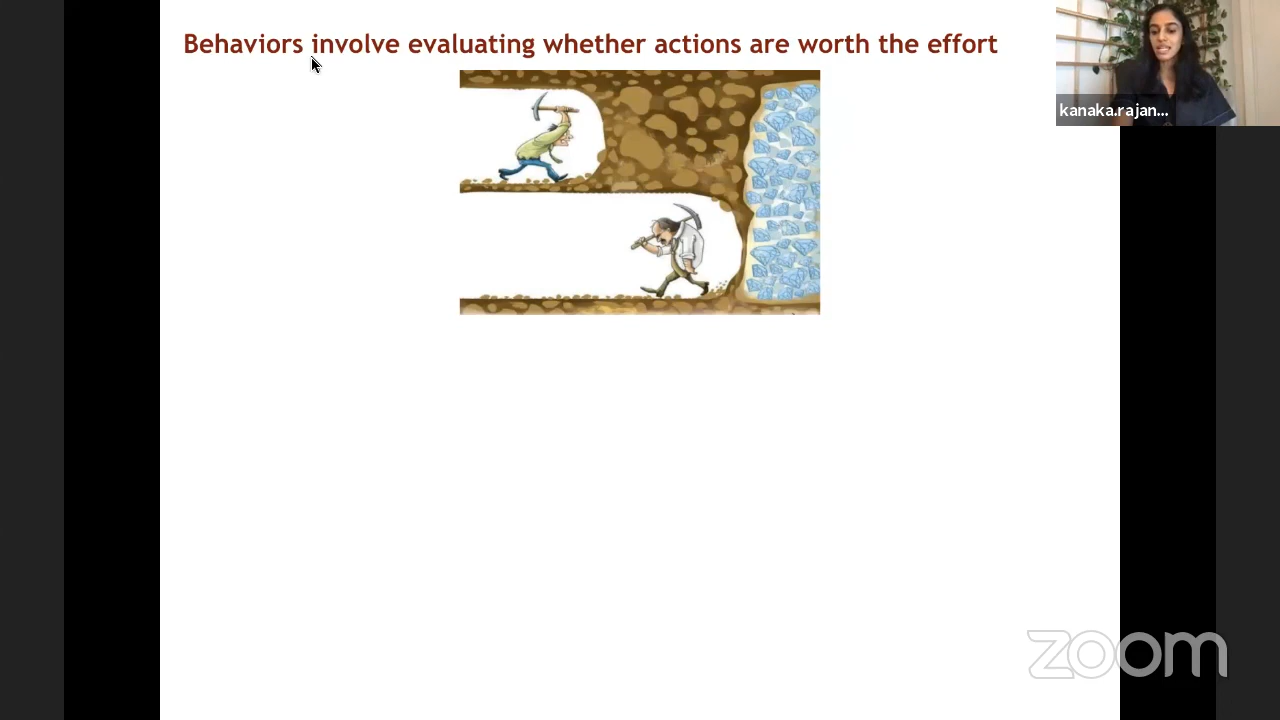 Behaviors involve evaluating whether actions are worth the effort
kanaka.rajan...
zoom